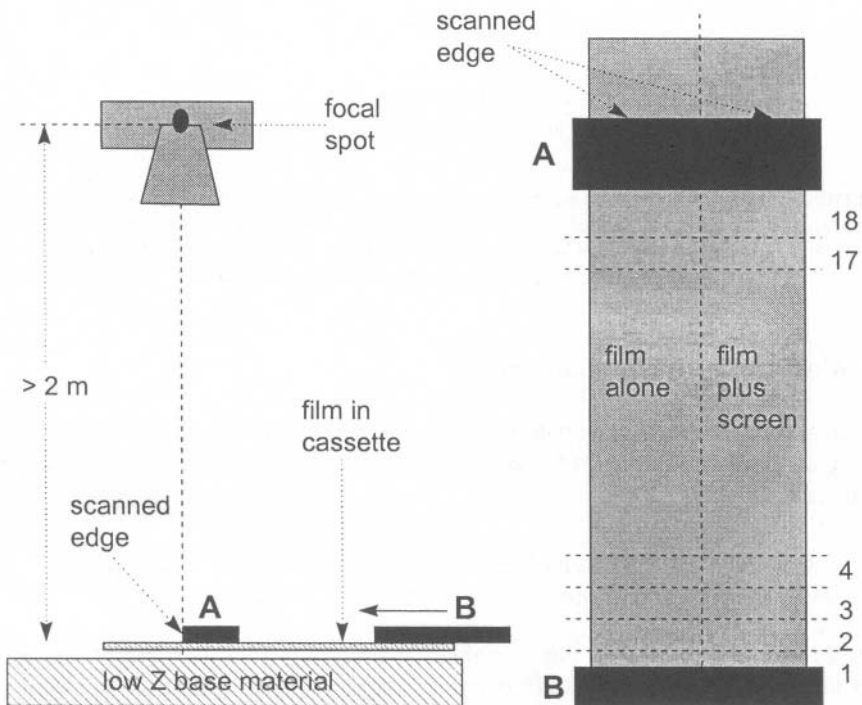 focal
spot
> 2 m
film in
cassette
scanned
edge
A
B
low Z base material
scanned
edge
A
18
17
film
alone
film
plus
screen
4
3
2
1
B